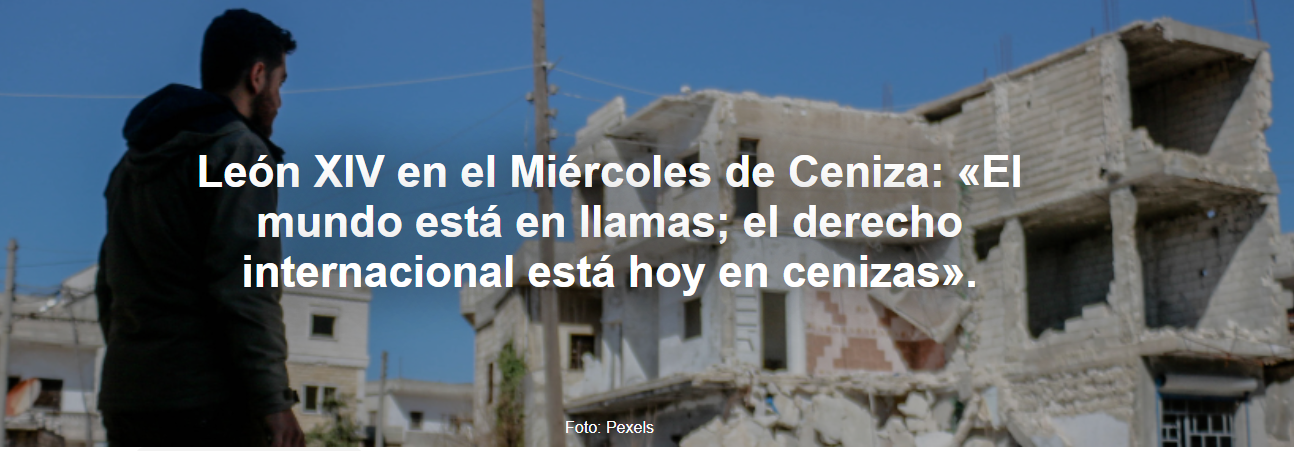 León XIV en el Miércoles de Ceniza: «El
mundo está en llamas; el derecho
internacional está hoy en cenizas».
Foto: Pexels